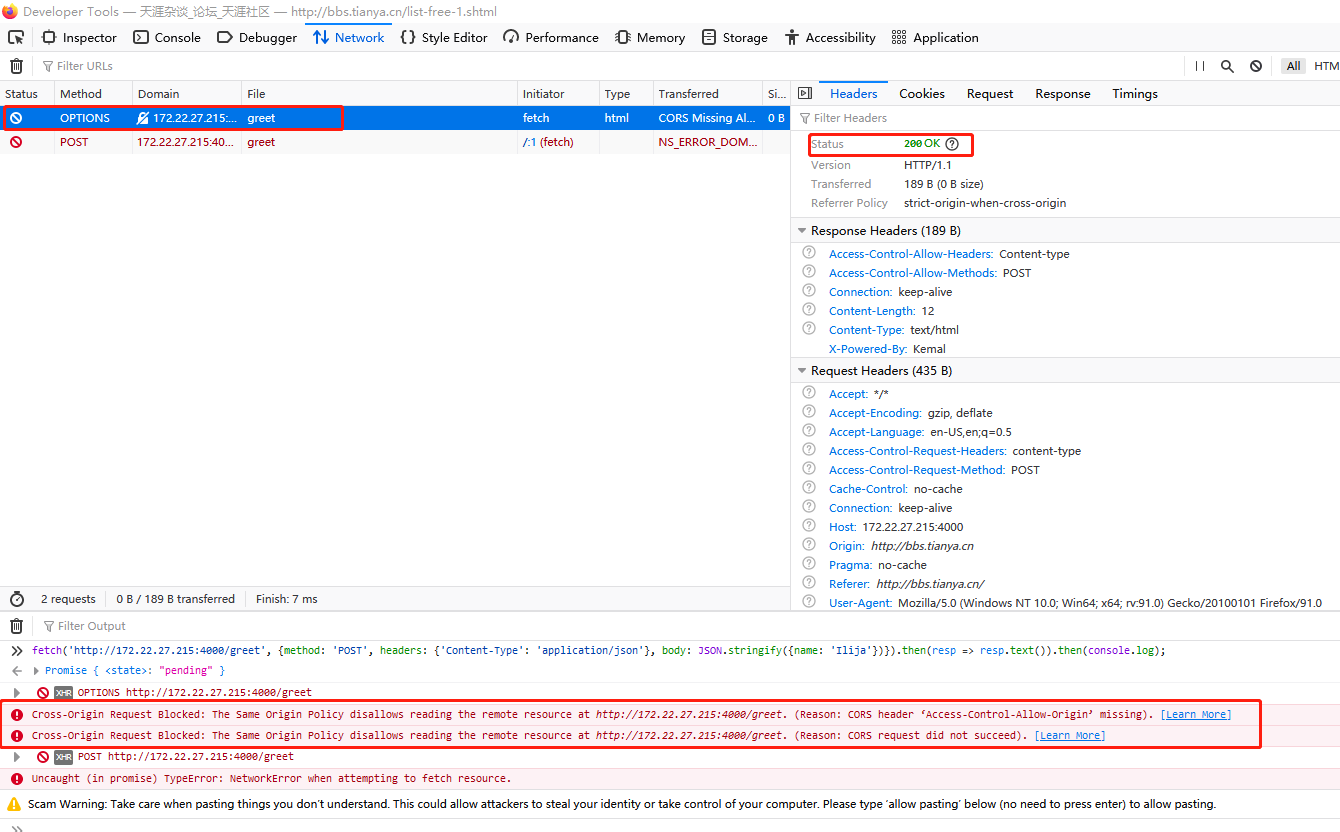 Developer Tools — 天涯杂谈_论坛_天涯社区 — http://bbs.tianya.cn/list-free-1.shtml
Inspector Console Debugger Network Style Editor Performance Memory Storage Accessibility Application
Filter URLs All HTM
Status Method Domain File Initiator Type Transferred Si...
OPTIONS 172.22.27.215:... greet fetch html CORS Missing Al... 0 B
POST 172.22.27.215:40... greet /:1 (fetch) NS_ERROR_DOM...
Headers Cookies Request Response Timings
Filter Headers
Status 200 OK
Version HTTP/1.1
Transferred 189 B (0 B size)
Referrer Policy strict-origin-when-cross-origin
Response Headers (189 B)
Access-Control-Allow-Headers: Content-type
Access-Control-Allow-Methods: POST
Connection: keep-alive
Content-Length: 12
Content-Type: text/html
X-Powered-By: Kemal
Request Headers (435 B)
Accept: */*
Accept-Encoding: gzip, deflate
Accept-Language: en-US,en;q=0.5
Access-Control-Request-Headers: content-type
Access-Control-Request-Method: POST
Cache-Control: no-cache
Connection: keep-alive
Host: 172.22.27.215:4000
Origin: http://bbs.tianya.cn
Pragma: no-cache
Referer: http://bbs.tianya.cn/
User-Agent: Mozilla/5.0 (Windows NT 10.0; Win64; x64; rv:91.0) Gecko/20100101 Firefox/91.0
2 requests 0 B / 189 B transferred Finish: 7 ms
Filter Output
fetch('http://172.22.27.215:4000/greet', {method: 'POST', headers: {'Content-Type': 'application/json'}, body: JSON.stringify({name: 'Ilija'})}).then(resp => resp.text()).then(console.log);
Promise { <state>: "pending" }
XHR OPTIONS http://172.22.27.215:4000/greet
Cross-Origin Request Blocked: The Same Origin Policy disallows reading the remote resource at http://172.22.27.215:4000/greet. (Reason: CORS header ‘Access-Control-Allow-Origin’ missing). [Learn More]
Cross-Origin Request Blocked: The Same Origin Policy disallows reading the remote resource at http://172.22.27.215:4000/greet. (Reason: CORS request did not succeed). [Learn More]
XHR POST http://172.22.27.215:4000/greet
Uncaught (in promise) TypeError: NetworkError when attempting to fetch resource.
Scam Warning: Take care when pasting things you don’t understand. This could allow attackers to steal your identity or take control of your computer. Please type ‘allow pasting’ below (no need to press enter) to allow pasting.